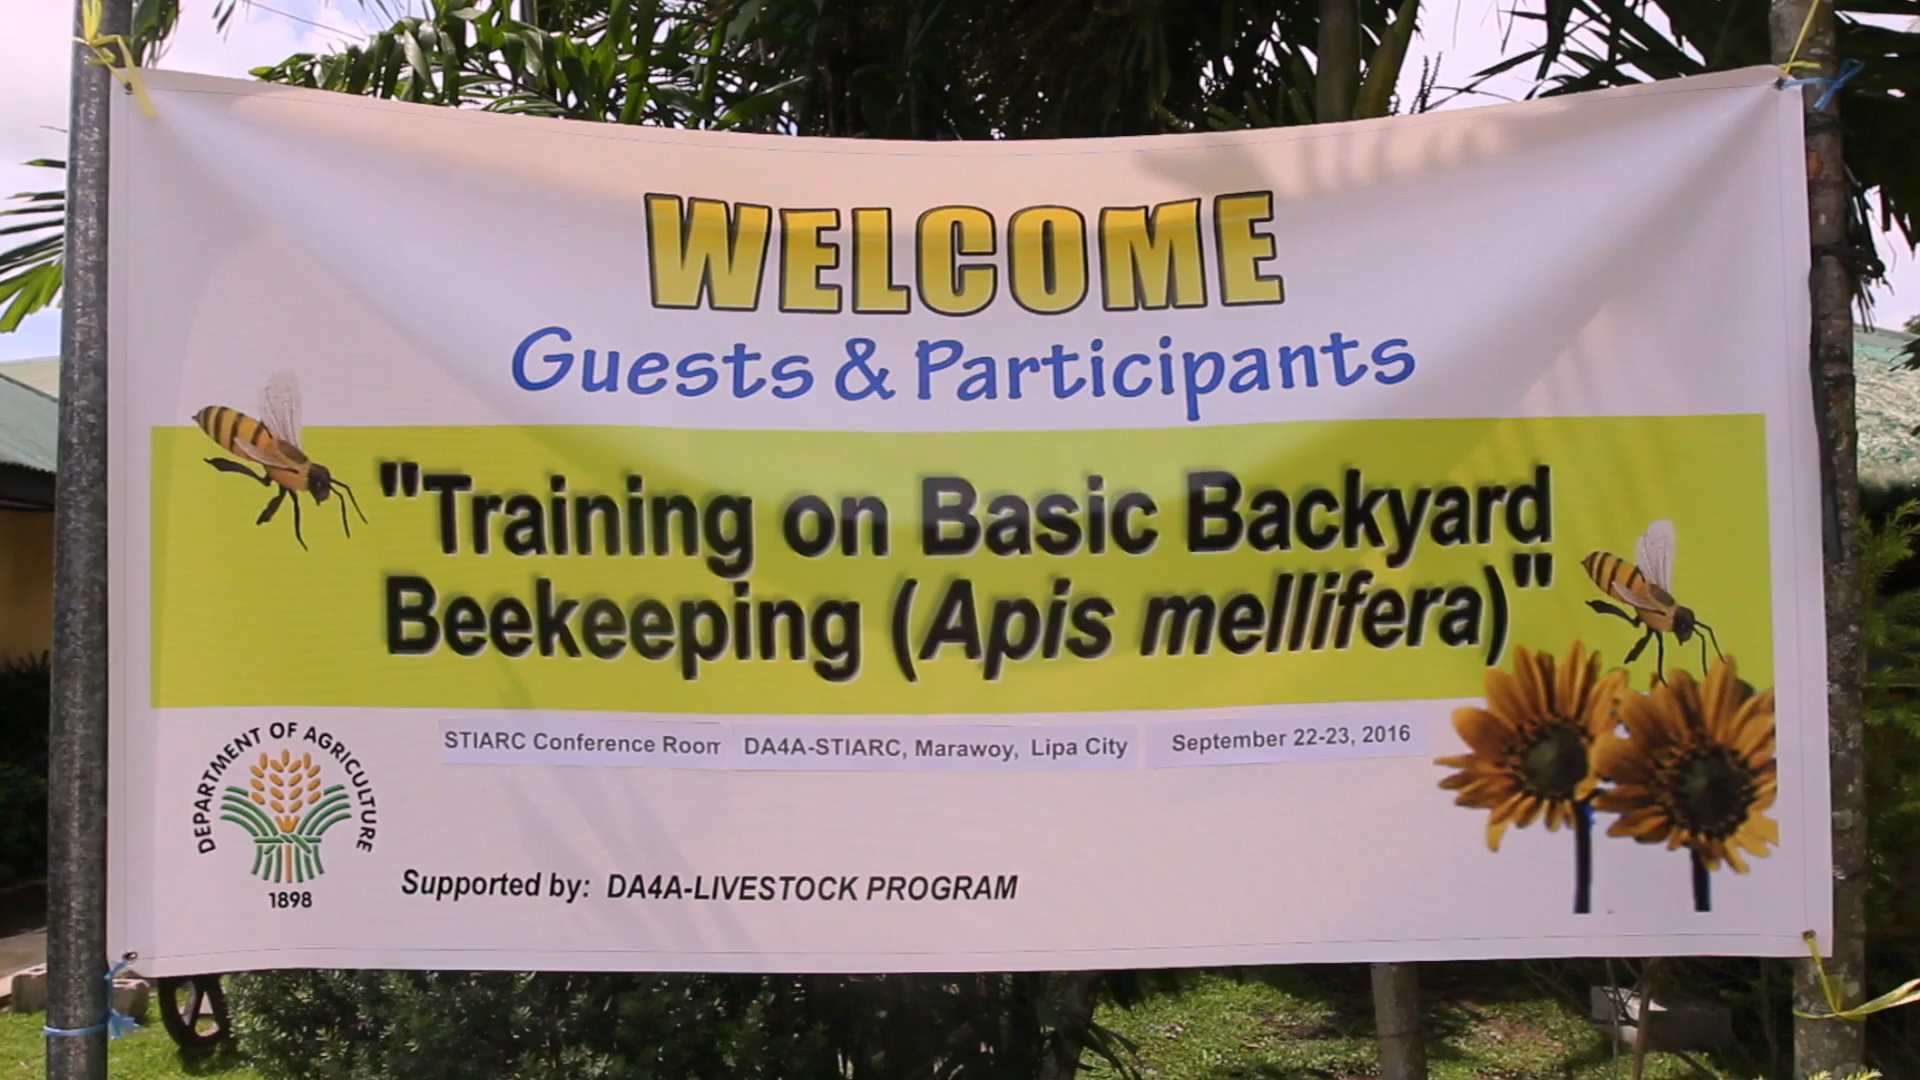 WELCOME
Guests & Participants
"Training on Basic Backyard
Beekeeping (Apis mellifera)"
STIARC Conference Room DA4A-STIARC, Marawoy, Lipa City September 22-23, 2016
DEPARTMENT OF AGRICULTURE
1898
Supported by: DA4A-LIVESTOCK PROGRAM